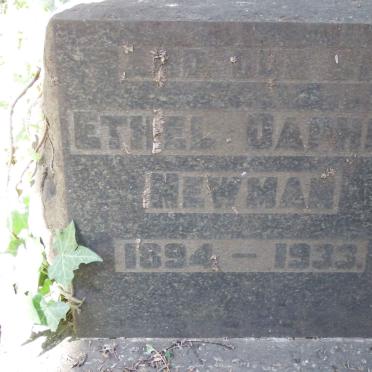 ETHEL DAPHNE
NEWMAN
1894 – 1933.